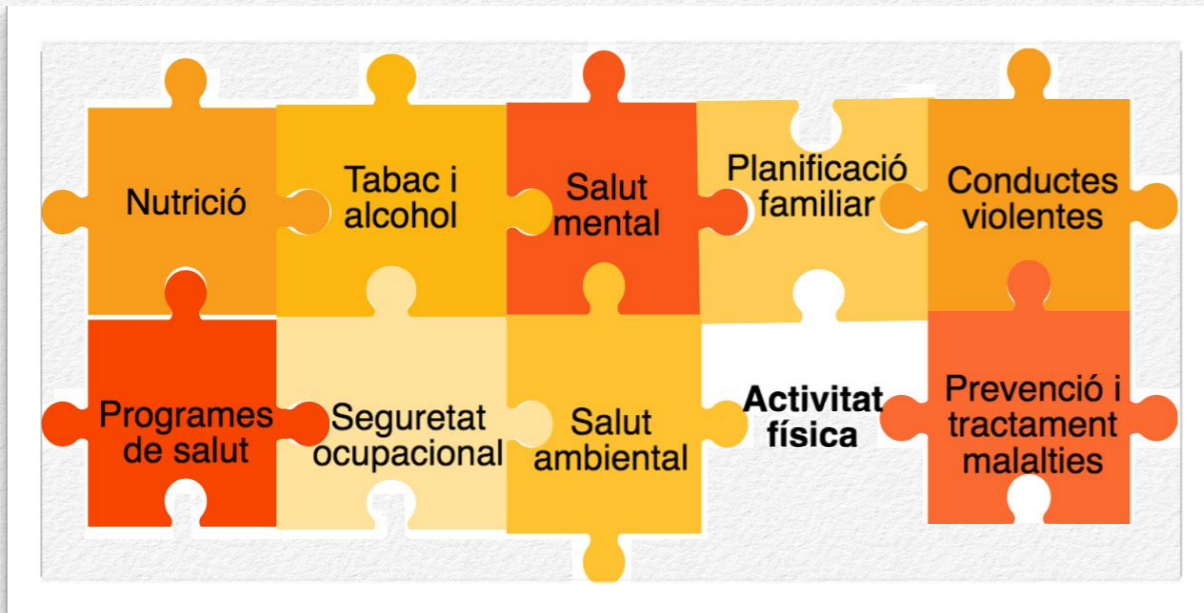 Nutrició
Tabac i
alcohol
Salut
mental
Planificació
familiar
Conductes
violentes
Programes
de salut
Seguretat
ocupacional
Salut
ambiental
Activitat
física
Prevenció i
tractament
malalties